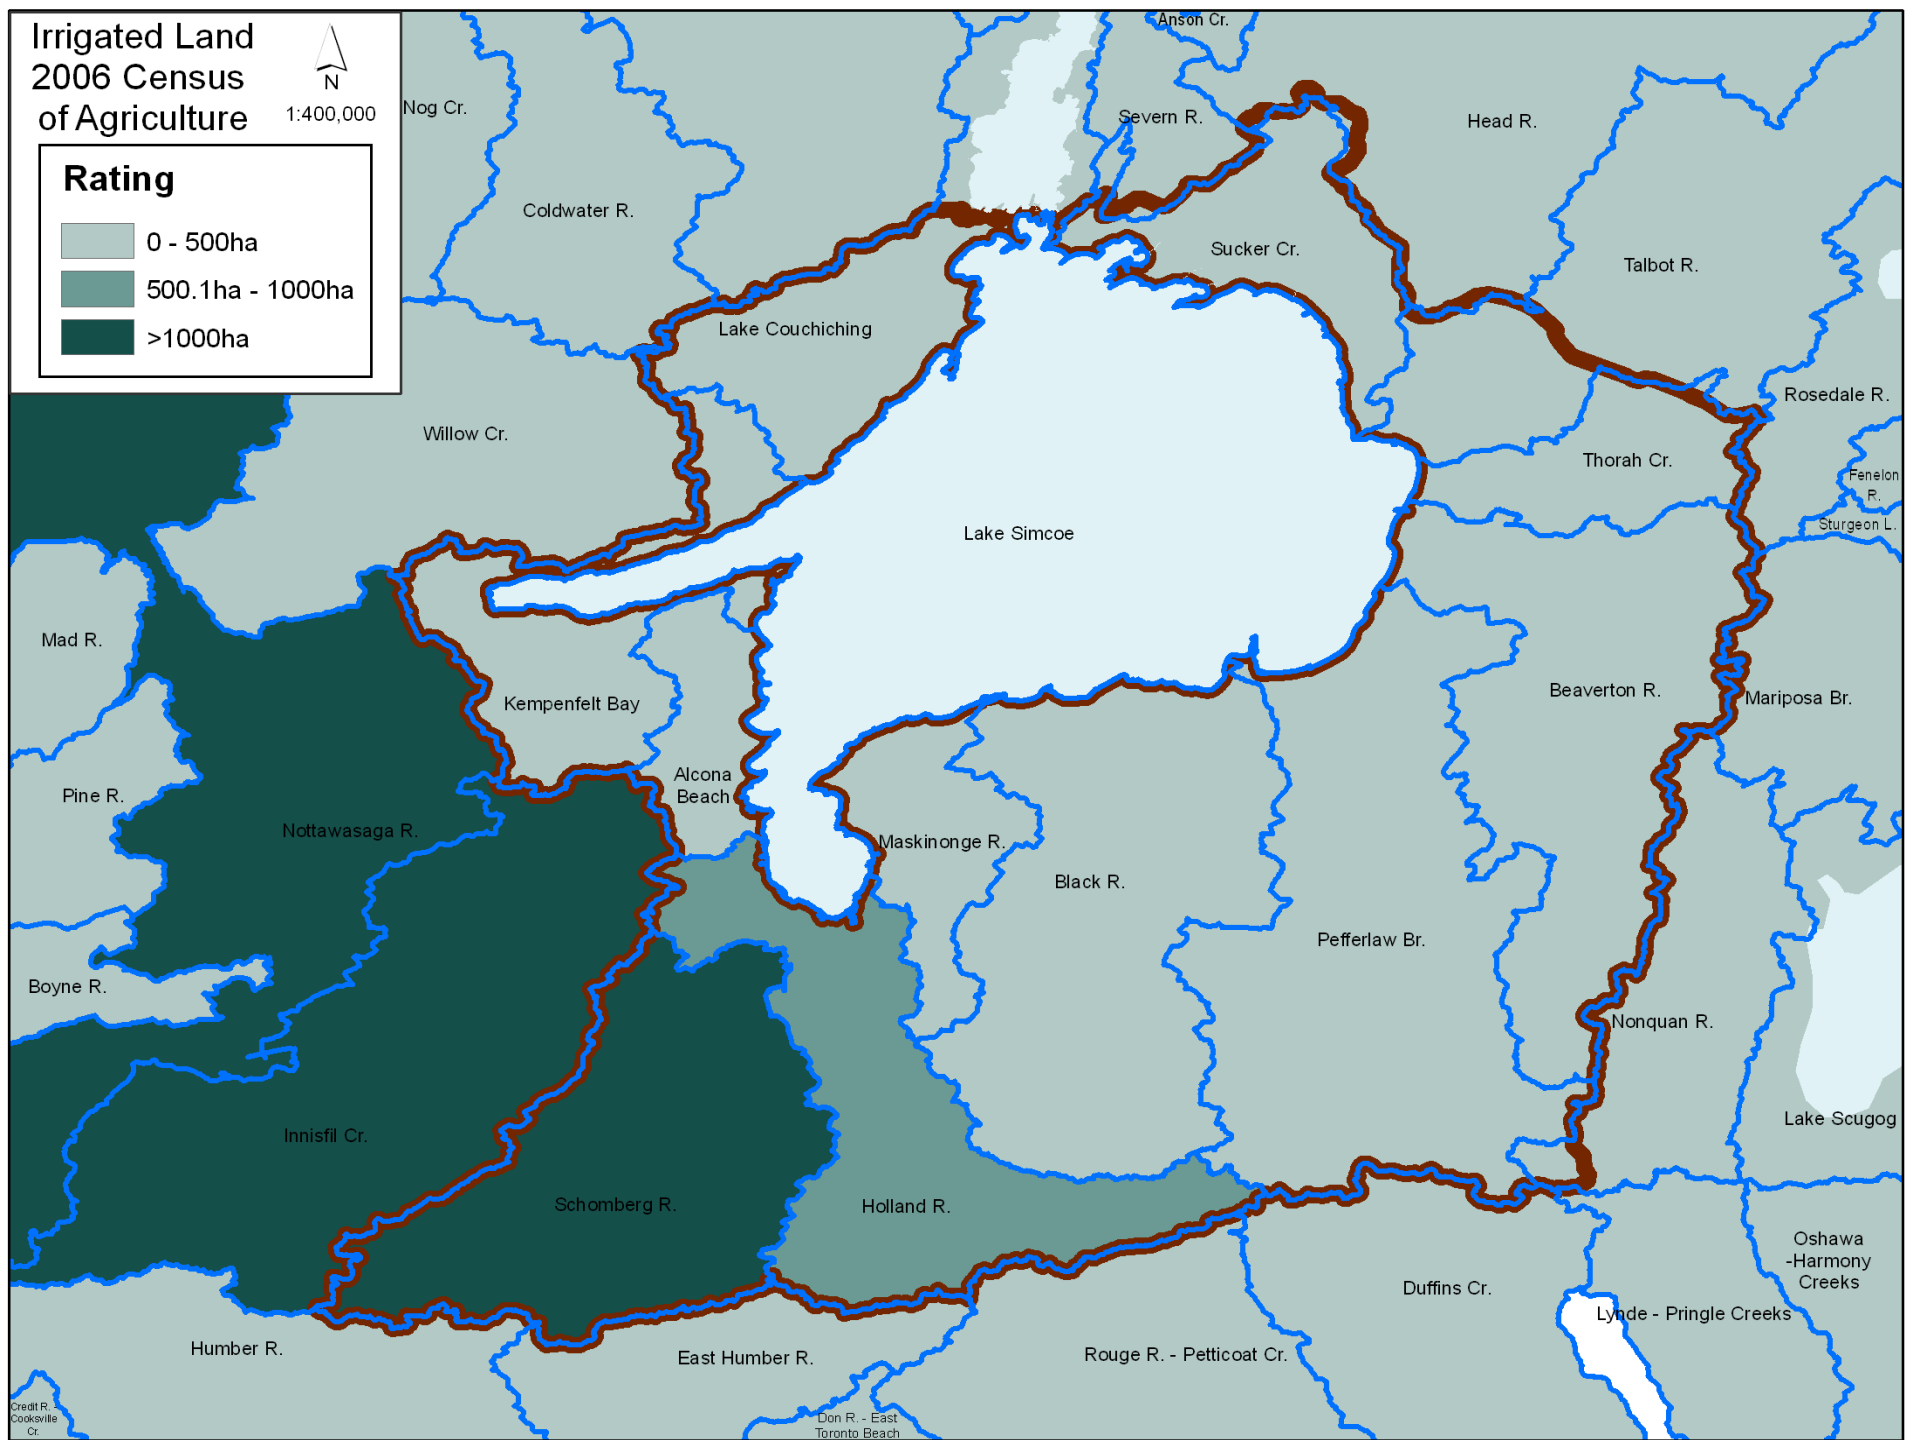 Irrigated Land
2006 Census
of Agriculture
N
1:400,000
Rating
0 - 500ha
500.1ha - 1000ha
>1000ha
Anson Cr.
Nog Cr.
Severn R.
Head R.
Coldwater R.
Sucker Cr.
Talbot R.
Lake Couchiching
Rosedale R.
Willow Cr.
Thorah Cr.
Fenelon
R.
Sturgeon L.
Lake Simcoe
Mad R.
Kempenfelt Bay
Beaverton R.
Mariposa Br.
Alcona
Beach
Pine R.
Nottawasaga R.
Maskinonge R.
Black R.
Pefferlaw Br.
Boyne R.
Nonquan R.
Lake Scugog
Innisfil Cr.
Schomberg R.
Holland R.
Oshawa
-Harmony
Creeks
Duffins Cr.
Lynde - Pringle Creeks
Humber R.
East Humber R.
Rouge R. - Petticoat Cr.
Credit R. -
Cooksville
Cr.
Don R. - East
Toronto Beach